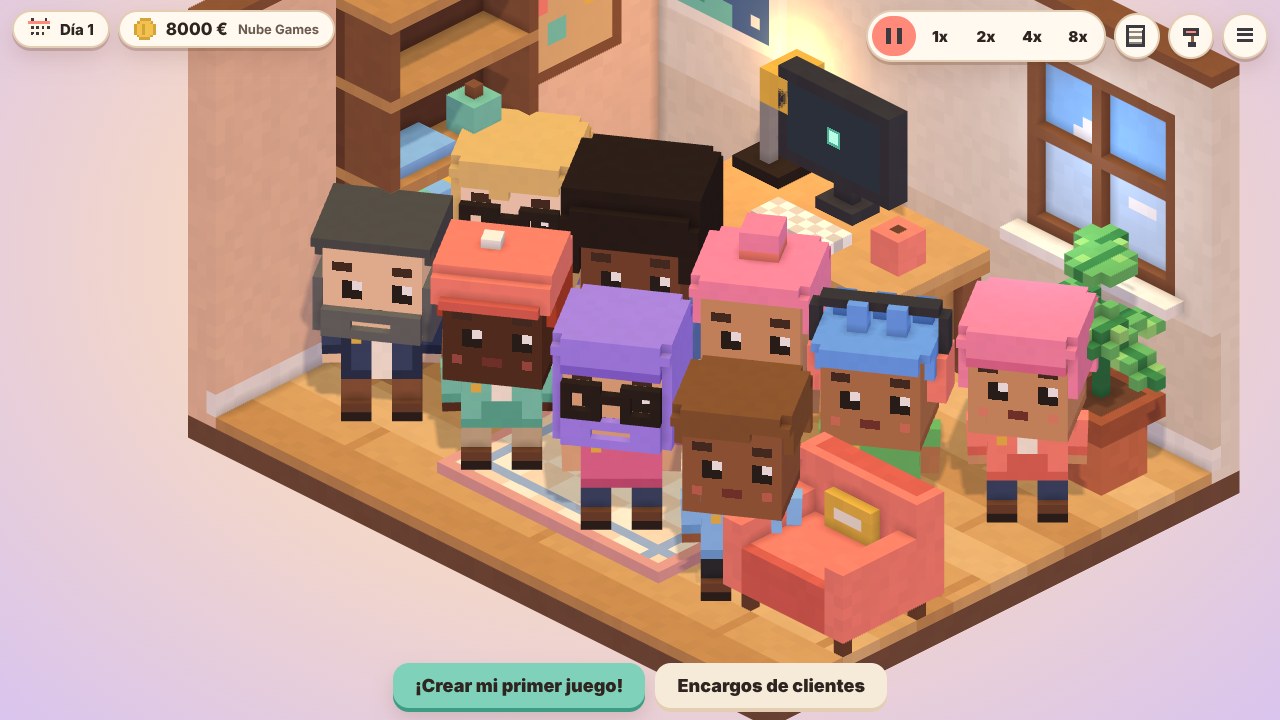 Día 1
8000 € Nube Games
1x 2x 4x 8x
¡Crear mi primer juego!
Encargos de clientes